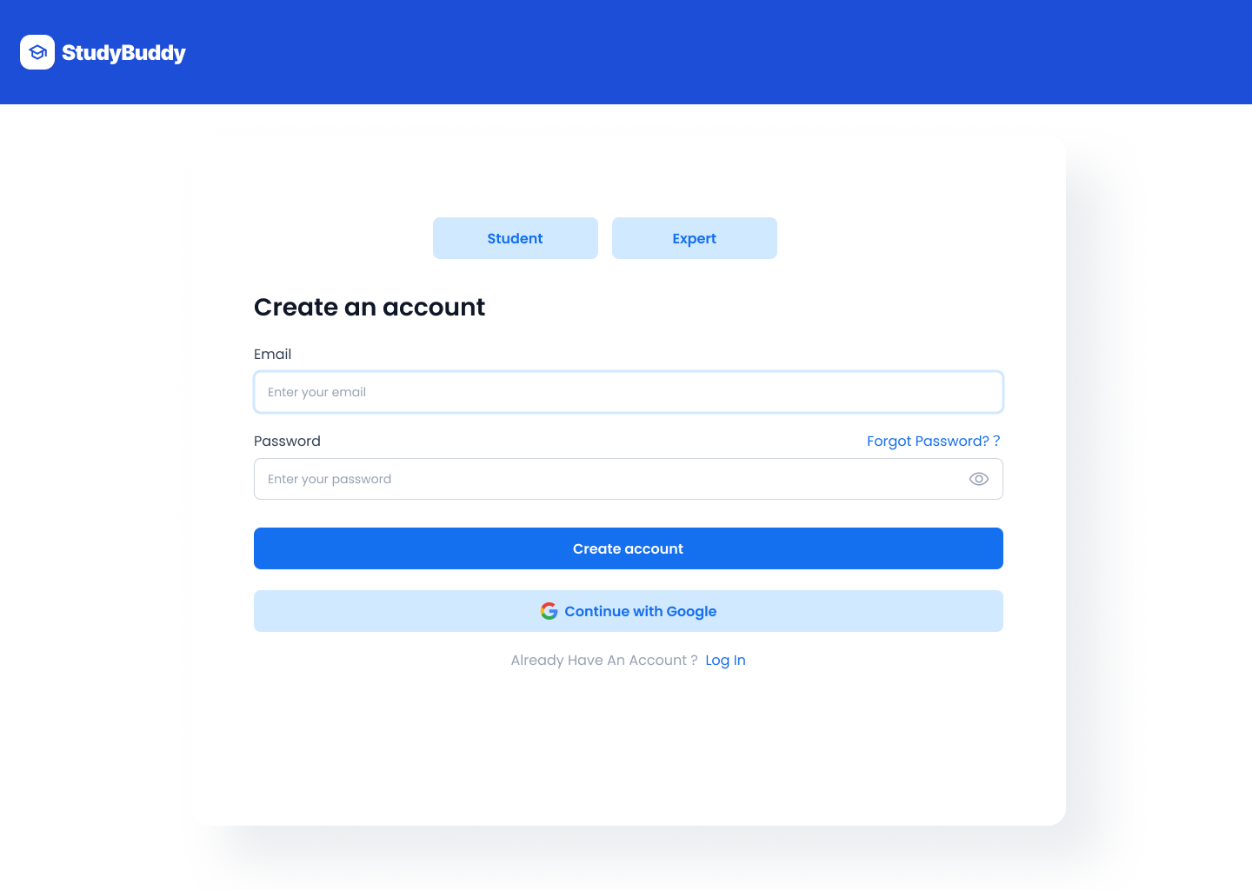 StudyBuddy
Student Expert
Create an account
Email
Enter your email
Password Forgot Password? ?
Enter your password
Create account
Continue with Google
Already Have An Account ? Log In